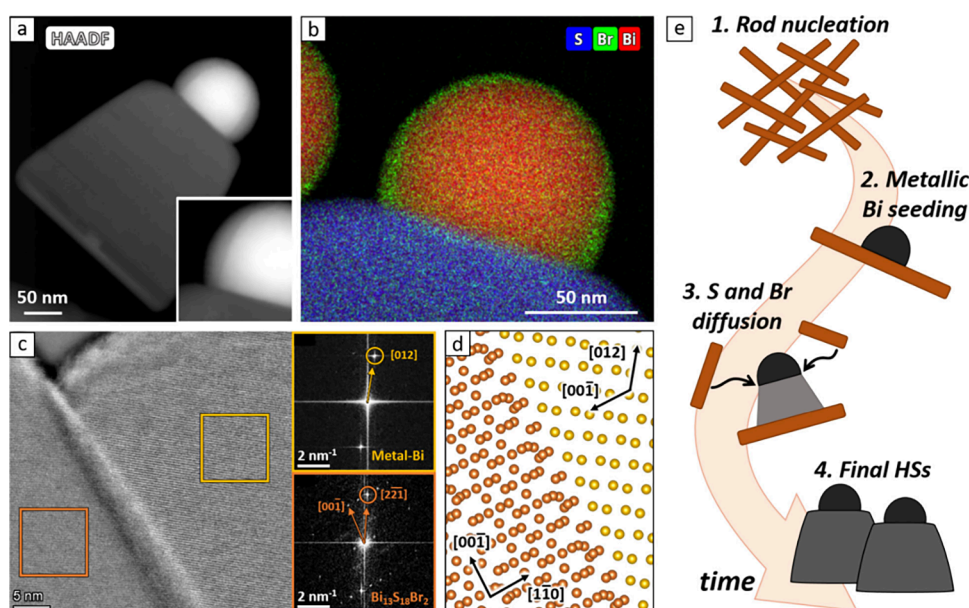 a
HAADF
50 nm
b
S Br Bi
50 nm
c
5 nm
[012]
Metal-Bi
2 nm⁻¹
[001̄]
[22̄1]
2 nm⁻¹
Bi₁₃S₁₈Br₂
d
[012]
[001̄]
[001̄]
[11̄0]
e
1. Rod nucleation
2. Metallic
Bi seeding
3. S and Br
diffusion
4. Final HSs
time